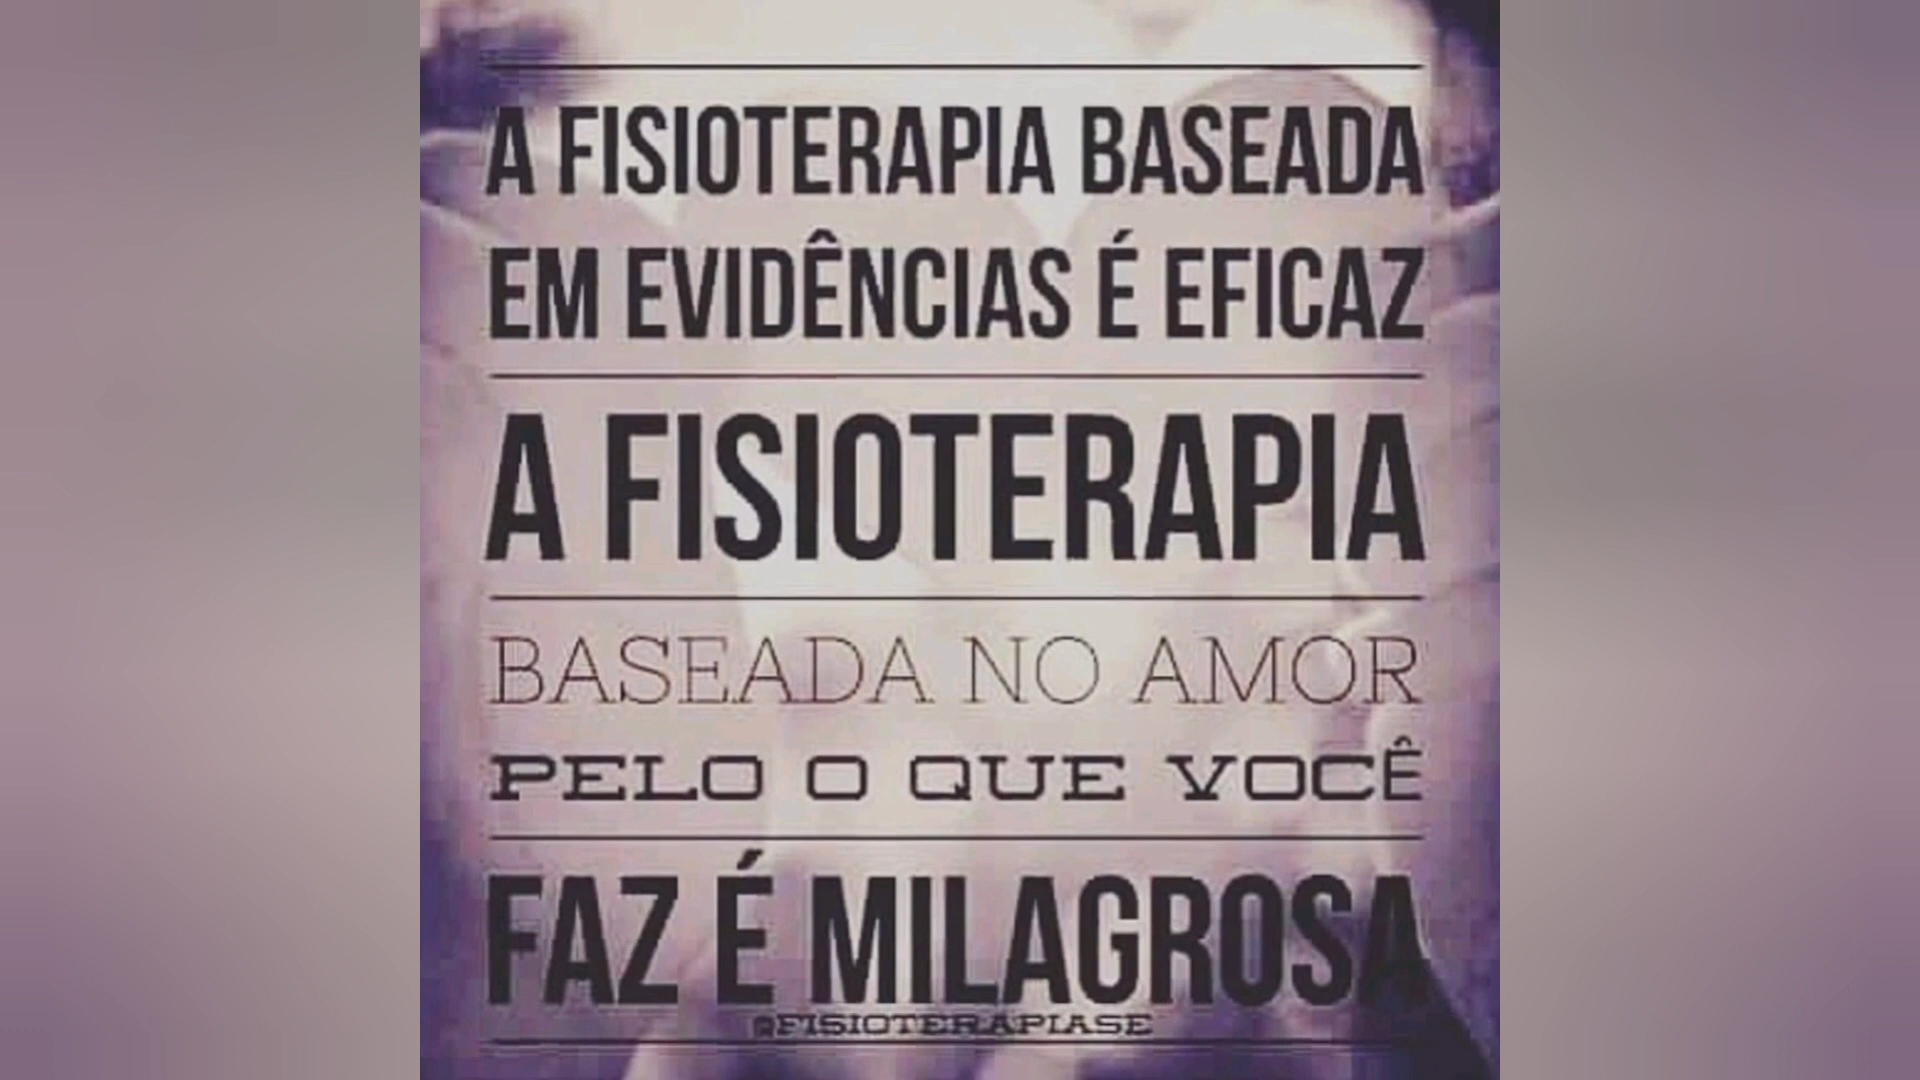 A FISIOTERAPIA BASEADA
EM EVIDÊNCIAS É EFICAZ
A FISIOTERAPIA
BASEADA NO AMOR
PELO O QUE VOCÊ
FAZ É MILAGROSA
@FISIOTERAPIASE